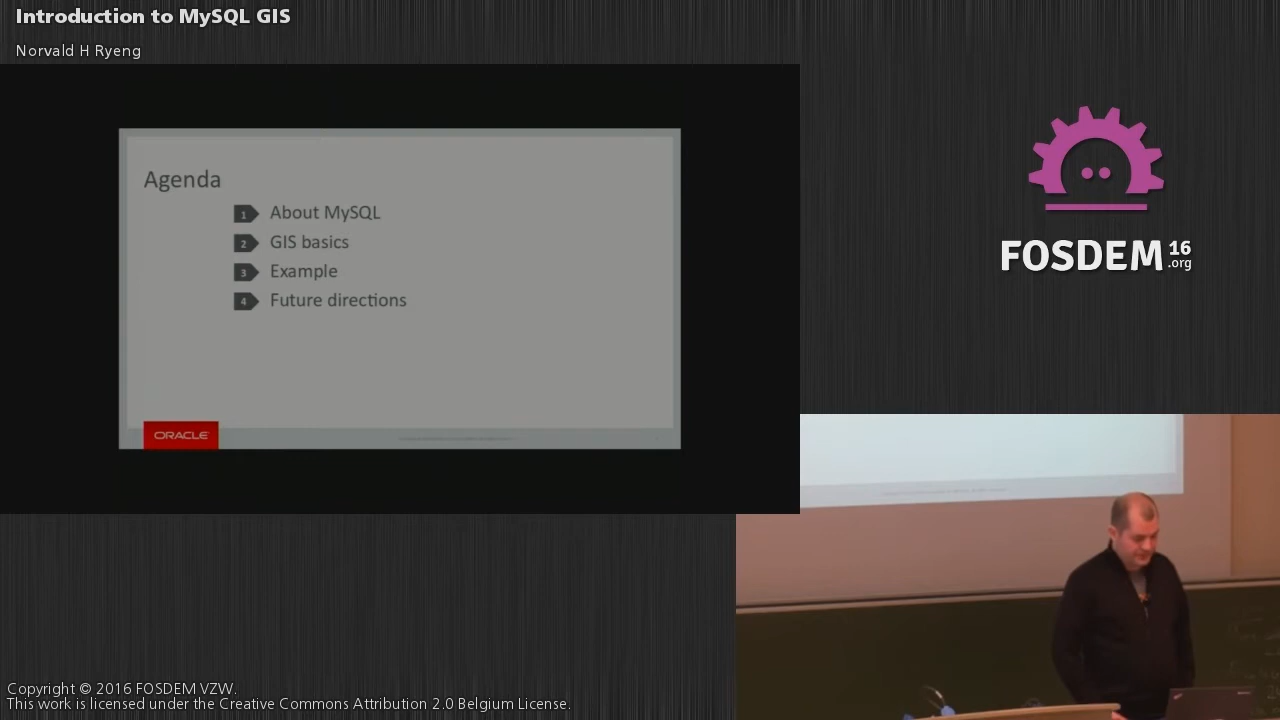 Introduction to MySQL GIS
Norvald H Ryeng
Agenda
1 About MySQL
2 GIS basics
3 Example
4 Future directions
ORACLE
FOSDEM 16
.org
Copyright © 2016 FOSDEM VZW.
This work is licensed under the Creative Commons Attribution 2.0 Belgium License.